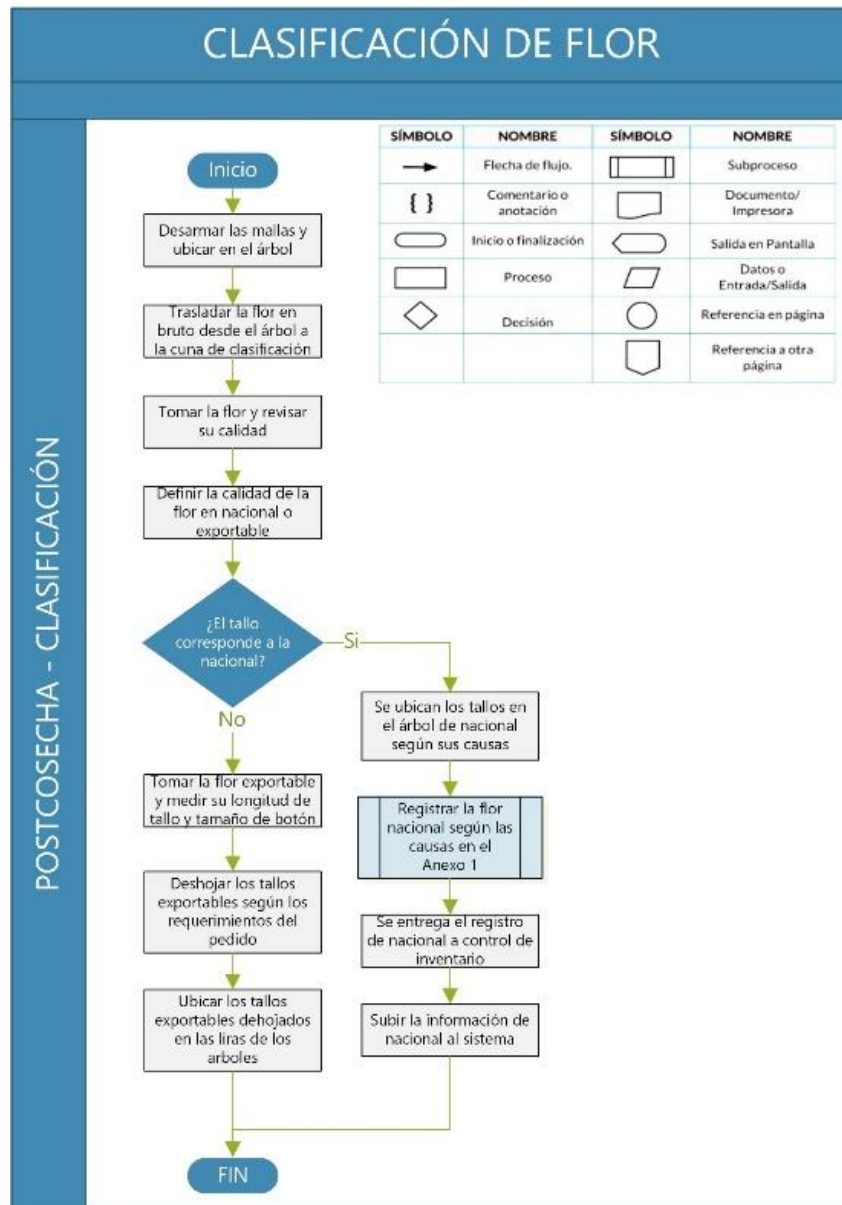 CLASIFICACIÓN DE FLOR
POSTCOSECHA - CLASIFICACIÓN
SÍMBOLO NOMBRE SÍMBOLO NOMBRE
Flecha de flujo. Subproceso
{ } Comentario o
anotación
Documento/
Impresora
Inicio o finalización Salida en Pantalla
Proceso Datos o
Entrada/Salida
Decisión Referencia en página
Referencia a otra
página
Inicio
Desarmar las mallas y
ubicar en el árbol
Trasladar la flor en
bruto desde el árbol a
la cuna de clasificación
Tomar la flor y revisar
su calidad
Definir la calidad de la
flor en nacional o
exportable
¿El tallo
corresponde a la
nacional?
Si
No
Tomar la flor exportable
y medir su longitud de
tallo y tamaño de botón
Deshojar los tallos
exportables según los
requerimientos del
pedido
Ubicar los tallos
exportables dehojados
en las liras de los
arboles
Se ubican los tallos en
el árbol de nacional
según sus causas
Registrar la flor
nacional según las
causas en el
Anexo 1
Se entrega el registro
de nacional a control de
inventario
Subir la información de
nacional al sistema
FIN